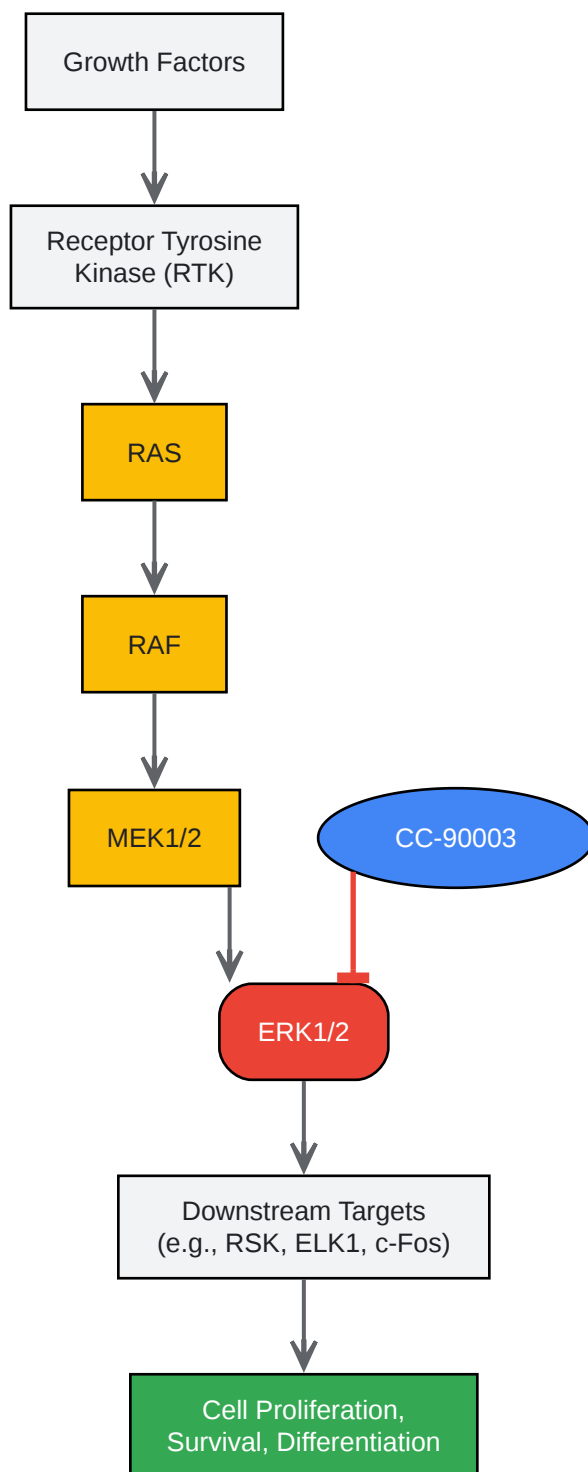 Growth Factors
Receptor Tyrosine
Kinase (RTK)
RAS
RAF
MEK1/2
CC-90003
ERK1/2
Downstream Targets
(e.g., RSK, ELK1, c-Fos)
Cell Proliferation,
Survival, Differentiation